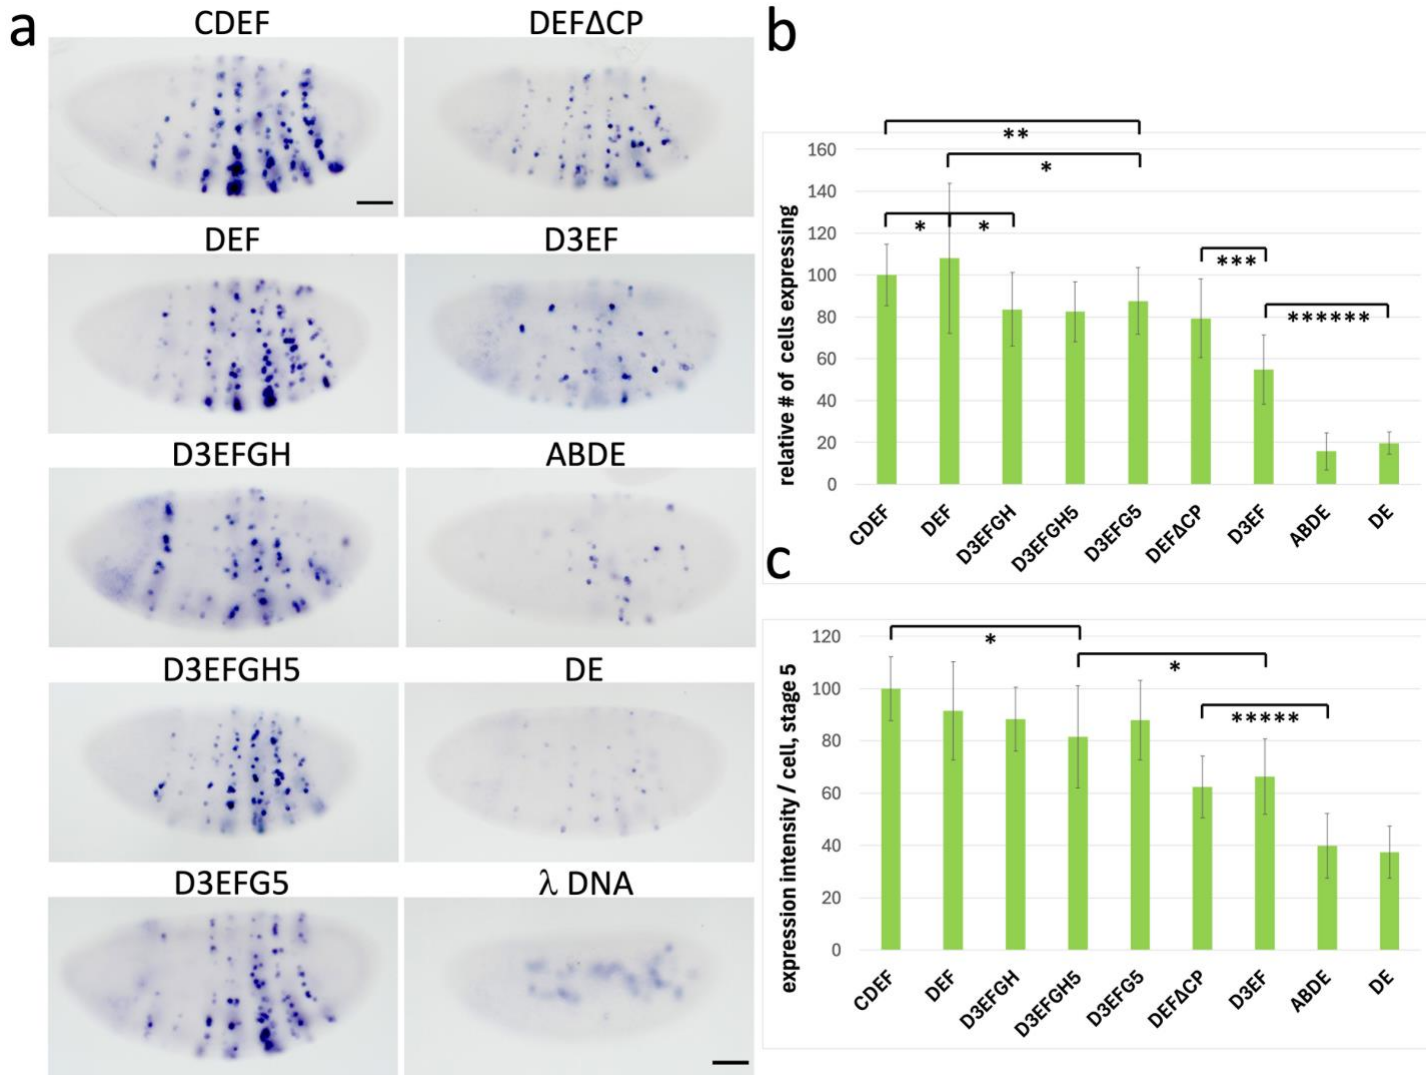 a
CDEF
DEFΔCP
DEF
D3EF
D3EFGH
ABDE
D3EFGH5
DE
D3EFG5
λ DNA
b
relative # of cells expressing
160
140
120
100
80
60
40
20
0
**
*
*
*
***
******
CDEF
DEF
D3EFGH
D3EFGH5
D3EFG5
DEFΔCP
D3EF
ABDE
DE
c
expression intensity / cell, stage 5
120
100
80
60
40
20
0
*
*
*****
CDEF
DEF
D3EFGH
D3EFGH5
D3EFG5
DEFΔCP
D3EF
ABDE
DE